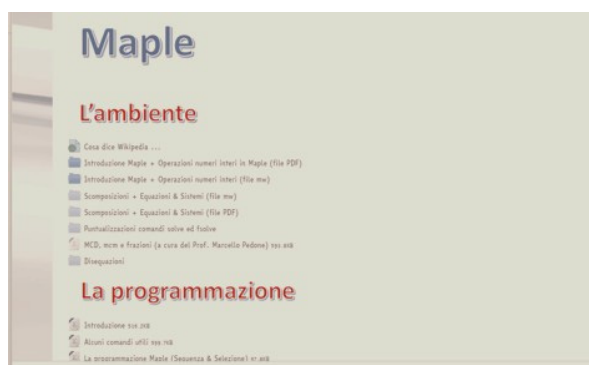 Maple
L'ambiente
Cosa dice Wikipedia ...
Introduzione Maple + Operazioni numeri interi in Maple (file PDF)
Introduzione Maple + Operazioni numeri interi (file mw)
Scomposizioni + Equazioni & Sistemi (file mw)
Scomposizioni + Equazioni & Sistemi (file PDF)
Puntualizzazioni comandi solve ed fsolve
MCD, mcm e frazioni (a cura del Prof. Marcello Pedone)
Disequazioni
La programmazione
Introduzione
Alcuni comandi utili
La programmazione Maple (Sequenza & Selezione)